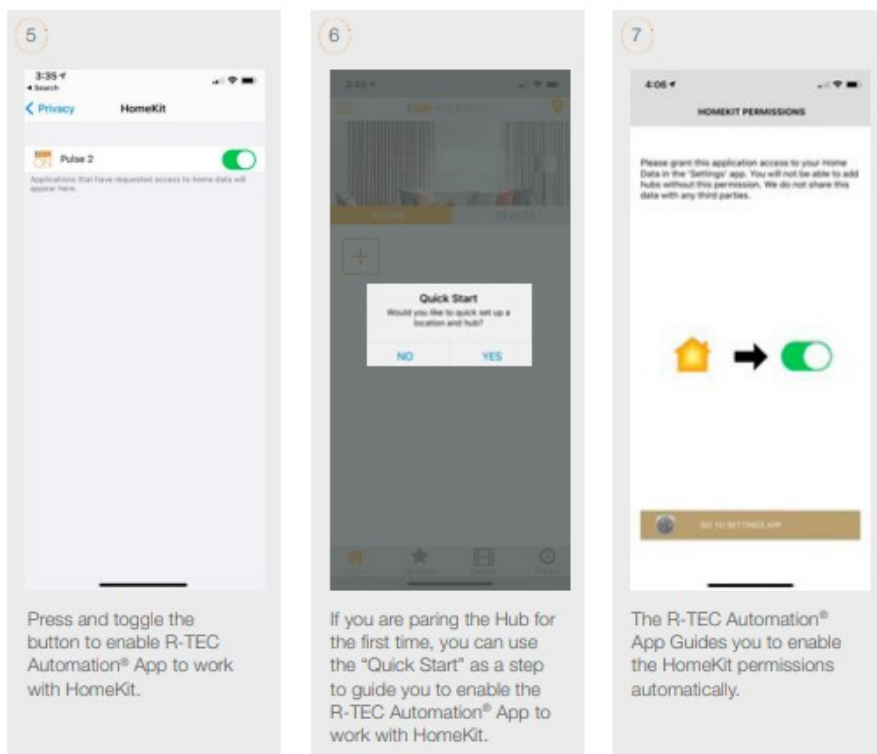 5
3:35
Search
Privacy
HomeKit
ON
Pulse 2
Applications that have requested access to home data will
appear here.
Press and toggle the
button to enable R-TEC
Automation® App to work
with HomeKit.
6
3:49
AUTOMATION
ROOMS
DEVICES
Quick Start
Would you like to quick set up a
location and hub?
NO
YES
If you are paring the Hub for
the first time, you can use
the “Quick Start” as a step
to guide you to enable the
R-TEC Automation® App to
work with HomeKit.
7
4:06
HOMEKIT PERMISSIONS
Please grant this application access to your Home
Data in the 'Settings' app. You will not be able to add
hubs without this permission. We do not share this
data with any third parties.
GO TO SETTINGS APP
The R-TEC Automation®
App Guides you to enable
the HomeKit permissions
automatically.